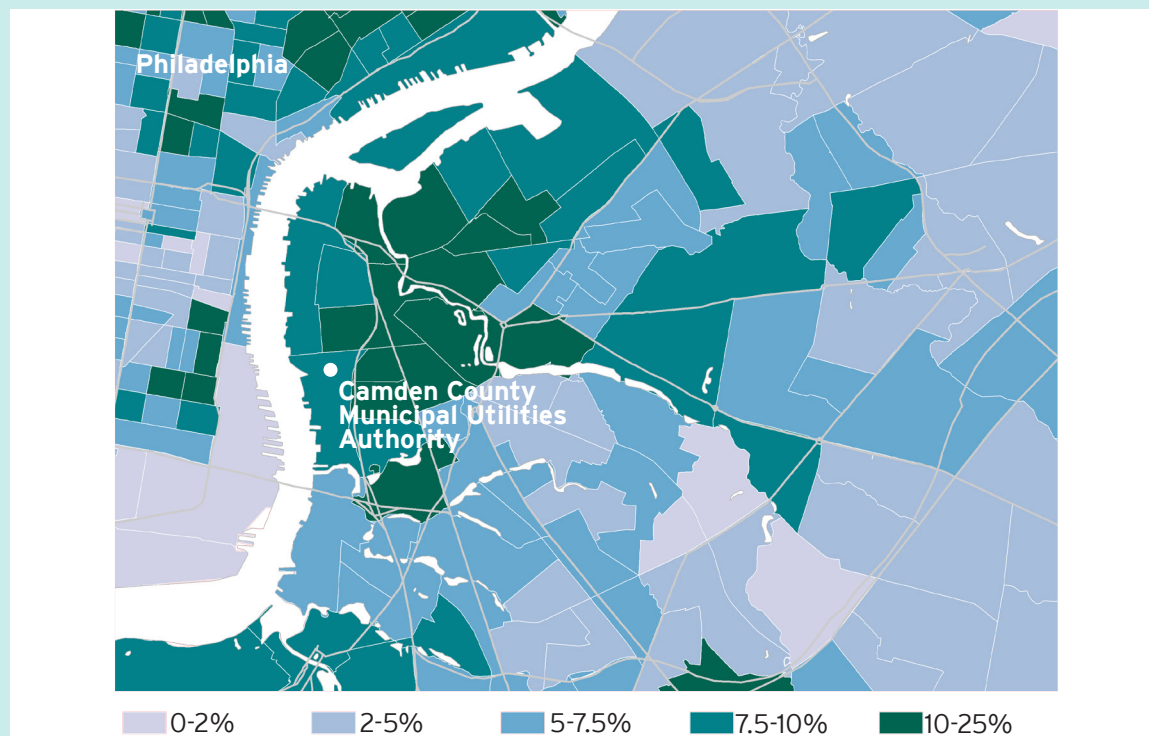 Philadelphia
Camden County
Municipal Utilities
Authority
0-2%
2-5%
5-7.5%
7.5-10%
10-25%